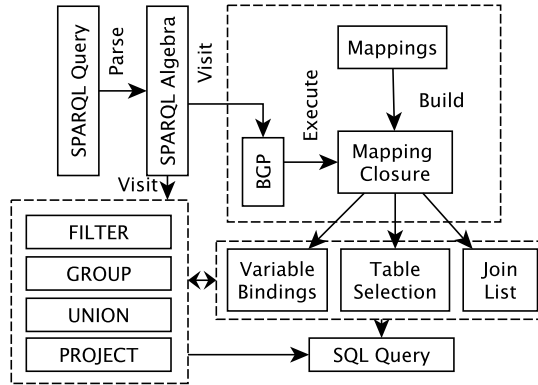 SPARQL Query
Parse
SPARQL Algebra
Visit
Mappings
Build
Execute
BGP
Mapping
Closure
Visit
FILTER
GROUP
UNION
PROJECT
Variable
Bindings
Table
Selection
Join
List
SQL Query